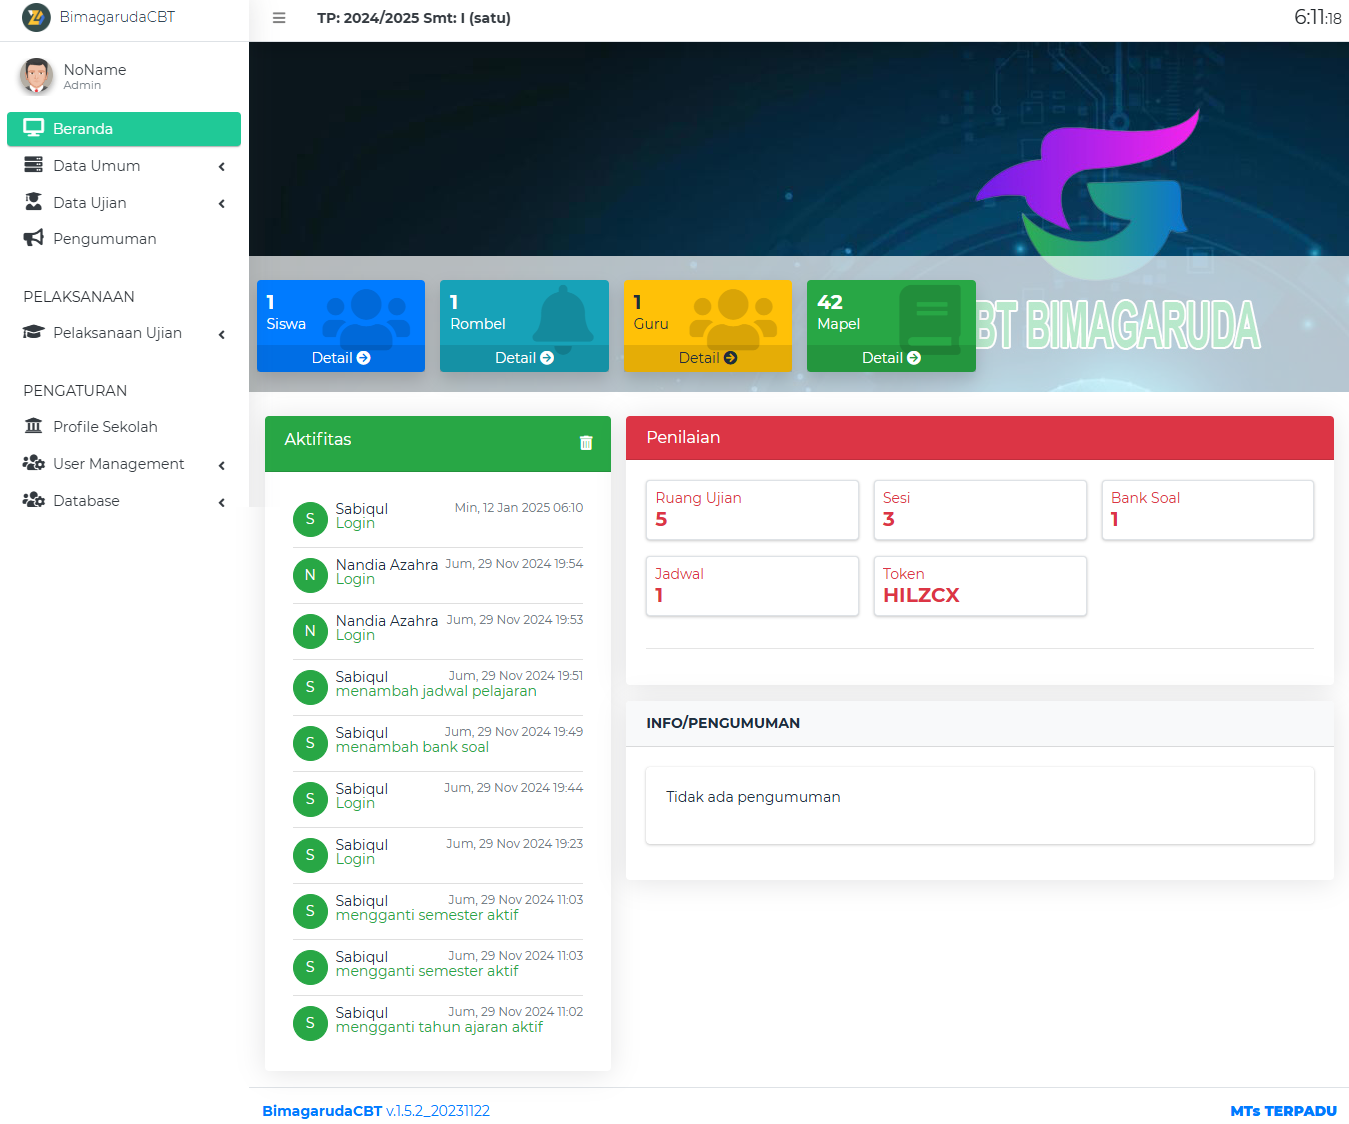 BimagarudaCBT
TP: 2024/2025 Smt: I (satu)
6:11:18
NoName
Admin
Beranda
Data Umum
Data Ujian
Pengumuman
PELAKSANAAN
Pelaksanaan Ujian
PENGATURAN
Profile Sekolah
User Management
Database
1
Siswa
Detail
1
Rombel
Detail
1
Guru
Detail
42
Mapel
Detail
BT BIMAGARUDA
Aktifitas
S
Sabiqul
Min, 12 Jan 2025 06:10
Login
N
Nandia Azahra
Jum, 29 Nov 2024 19:54
Login
N
Nandia Azahra
Jum, 29 Nov 2024 19:53
Login
S
Sabiqul
Jum, 29 Nov 2024 19:51
menambah jadwal pelajaran
S
Sabiqul
Jum, 29 Nov 2024 19:49
menambah bank soal
S
Sabiqul
Jum, 29 Nov 2024 19:44
Login
S
Sabiqul
Jum, 29 Nov 2024 19:23
Login
S
Sabiqul
Jum, 29 Nov 2024 11:03
mengganti semester aktif
S
Sabiqul
Jum, 29 Nov 2024 11:03
mengganti semester aktif
S
Sabiqul
Jum, 29 Nov 2024 11:02
mengganti tahun ajaran aktif
Penilaian
Ruang Ujian
5
Sesi
3
Bank Soal
1
Jadwal
1
Token
HILZCX
INFO/PENGUMUMAN
Tidak ada pengumuman
BimagarudaCBT v.1.5.2_20231122
MTs TERPADU